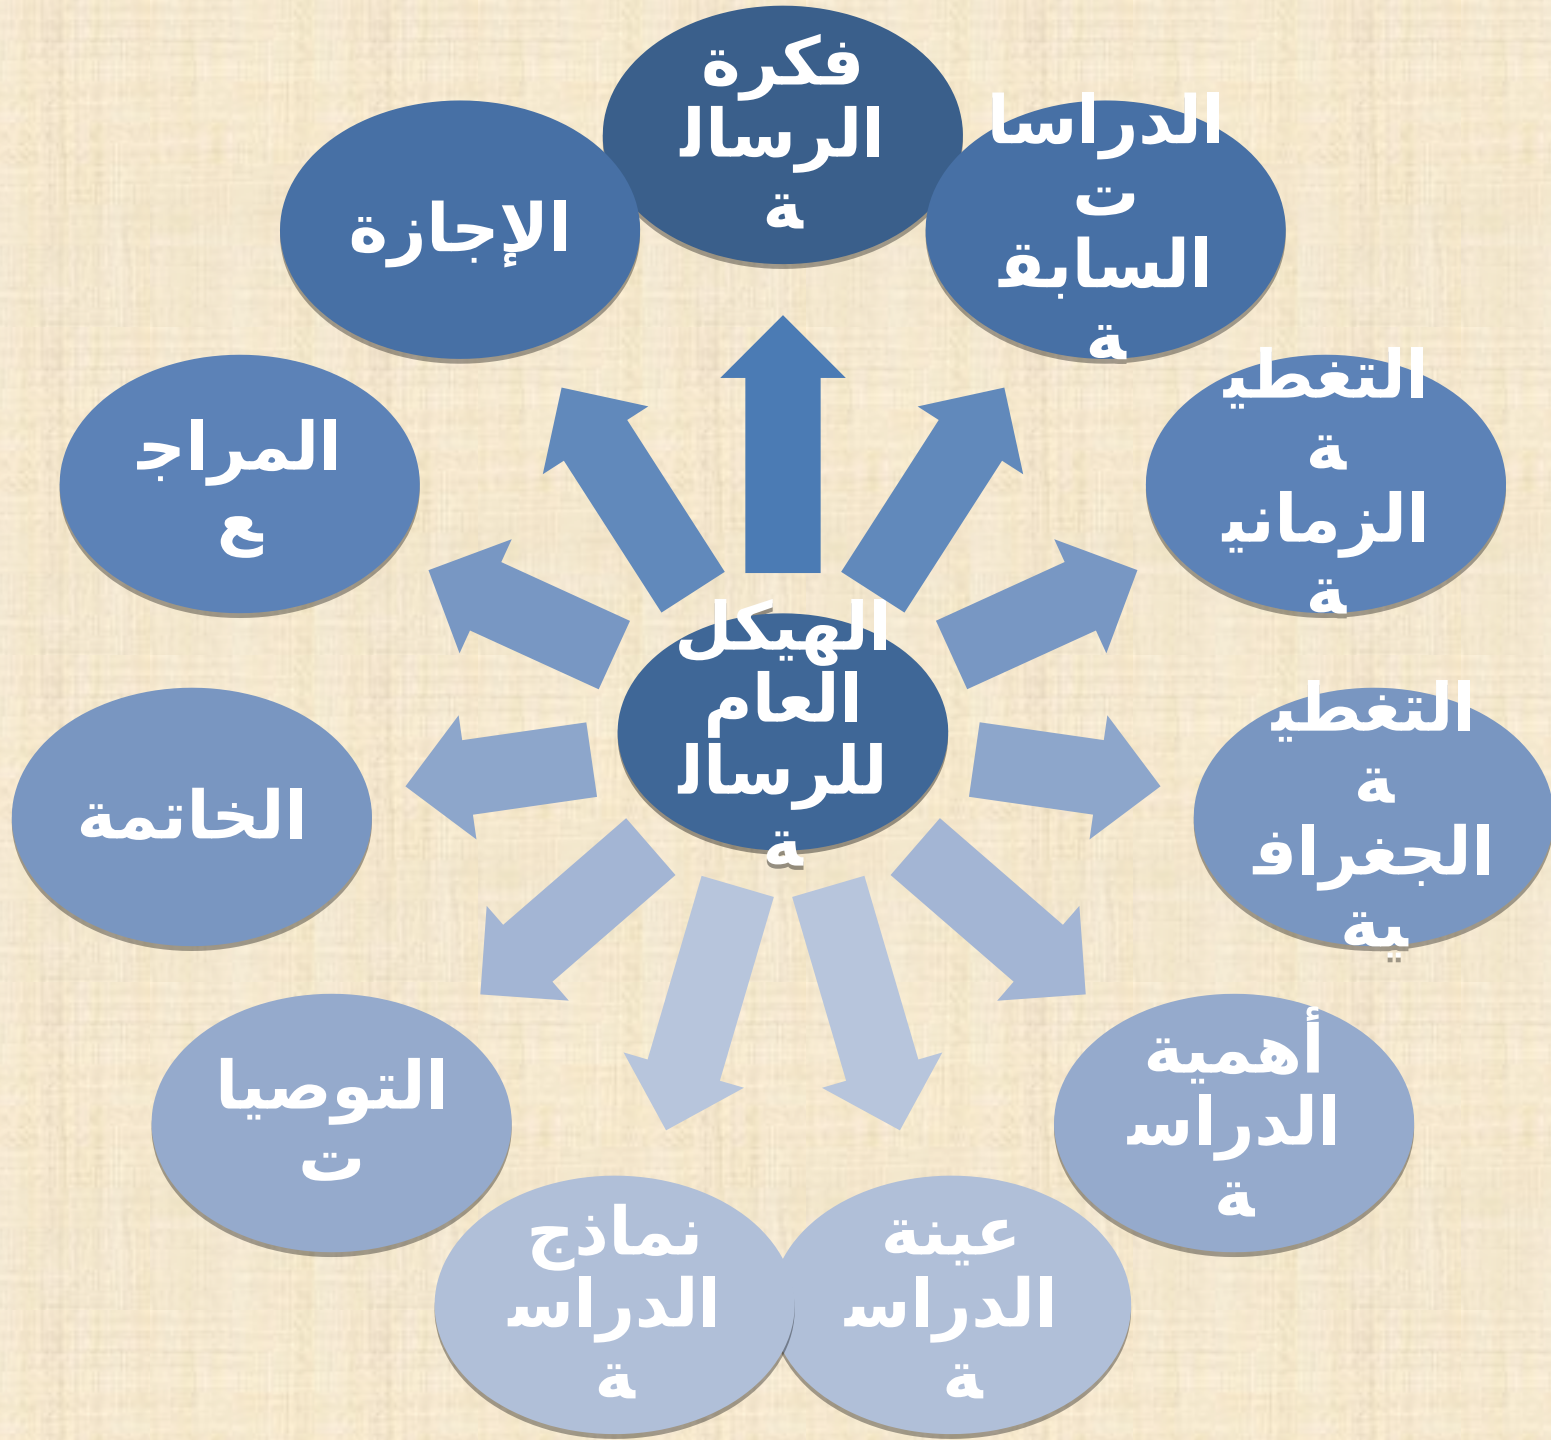 فكرة
الرسال
ة
الدراسا
ت
السابق
ة
التغطي
ة
الزماني
ة
التغطي
ة
الجغراف
ية
أهمية
الدراس
ة
عينة
الدراس
ة
نماذج
الدراس
ة
التوصيا
ت
الخاتمة
المراج
ع
الإجازة
الهيكل
العام
للرسال
ة